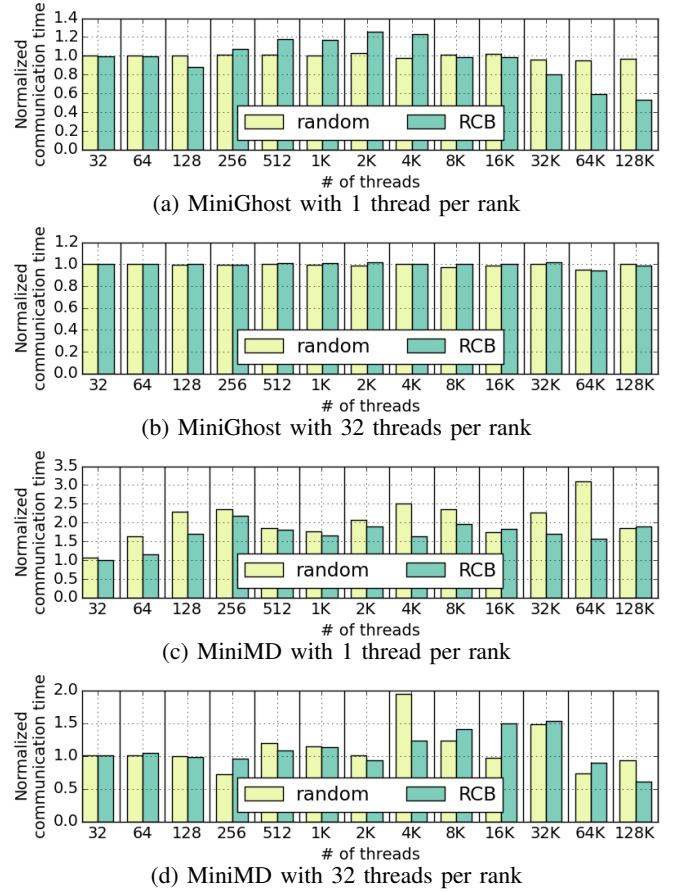 Normalized
communication time
1.4
1.2
1.0
0.8
0.6
0.4
0.2
0.0
random RCB
32 64 128 256 512 1K 2K 4K 8K 16K 32K 64K 128K
# of threads
(a) MiniGhost with 1 thread per rank
Normalized
communication time
1.2
1.0
0.8
0.6
0.4
0.2
0.0
random RCB
32 64 128 256 512 1K 2K 4K 8K 16K 32K 64K 128K
# of threads
(b) MiniGhost with 32 threads per rank
Normalized
communication time
3.5
3.0
2.5
2.0
1.5
1.0
0.5
0.0
random RCB
32 64 128 256 512 1K 2K 4K 8K 16K 32K 64K 128K
# of threads
(c) MiniMD with 1 thread per rank
Normalized
communication time
2.0
1.5
1.0
0.5
0.0
random RCB
32 64 128 256 512 1K 2K 4K 8K 16K 32K 64K 128K
# of threads
(d) MiniMD with 32 threads per rank